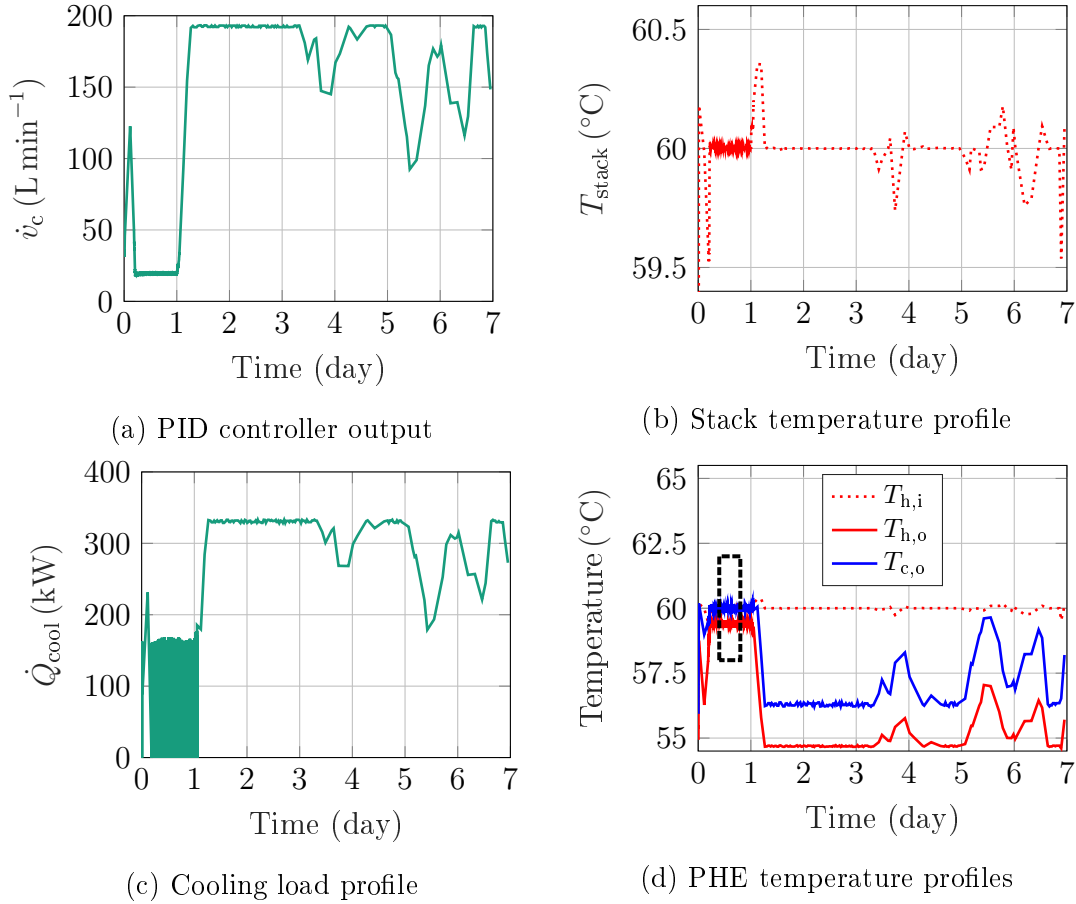 200
150
100
50
0
v̇c (L min−1)
0 1 2 3 4 5 6 7
Time (day)
(a) PID controller output
60.5
60
59.5
Tstack (°C)
0 1 2 3 4 5 6 7
Time (day)
(b) Stack temperature profile
400
300
200
100
0
Q̇cool (kW)
0 1 2 3 4 5 6 7
Time (day)
(c) Cooling load profile
65
62.5
60
57.5
55
Temperature (°C)
Th,i
Th,o
Tc,o
0 1 2 3 4 5 6 7
Time (day)
(d) PHE temperature profiles